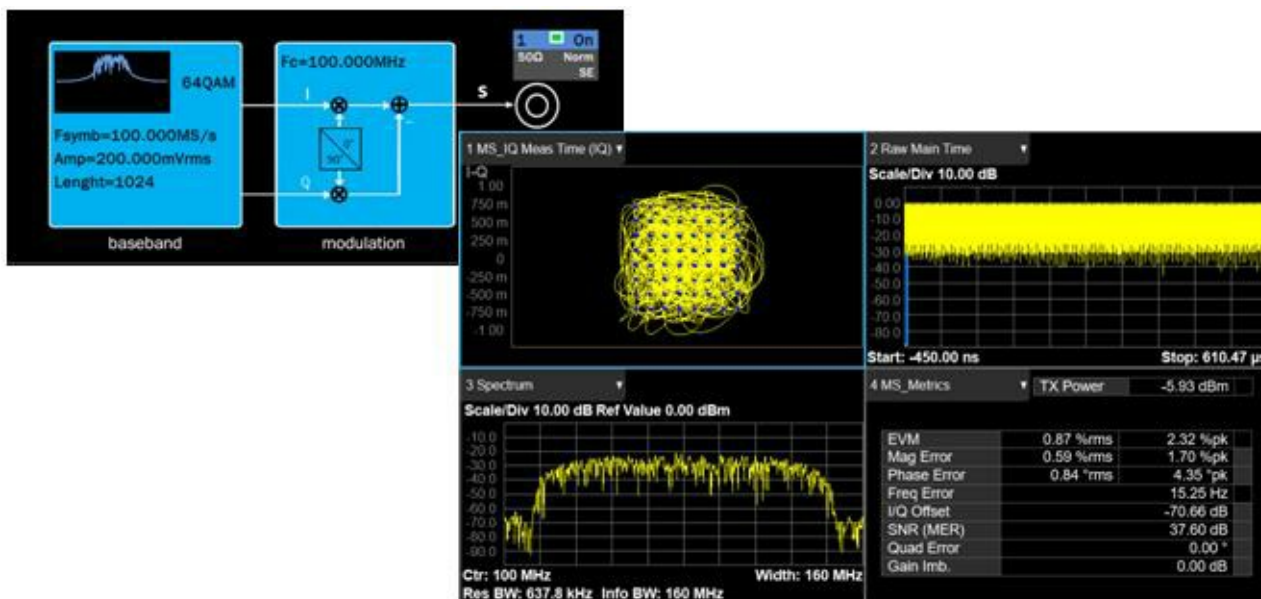 1 On
50Ω Norm
SE
Fc=100.000MHz
64QAM
I
S
Fsymb=100.000MS/s
Amp=200.000mVrms
Lenght=1024
0°
90°
Q
baseband
modulation
1 MS_IQ Meas Time (IQ)
I-Q
1.00
750 m
500 m
250 m
0
-250 m
-500 m
-750 m
-1.00
2 Raw Main Time
Scale/Div 10.00 dB
0.00
-10.0
-20.0
-30.0
-40.0
-50.0
-60.0
-70.0
-80.0
Start: -450.00 ns Stop: 610.47 µs
3 Spectrum
Scale/Div 10.00 dB Ref Value 0.00 dBm
-10.0
-20.0
-30.0
-40.0
-50.0
-60.0
-70.0
-80.0
-90.0
Ctr: 100 MHz Width: 160 MHz
Res BW: 637.8 kHz Info BW: 160 MHz
4 MS_Metrics TX Power -5.93 dBm
EVM 0.87 %rms 2.32 %pk
Mag Error 0.59 %rms 1.70 %pk
Phase Error 0.84 °rms 4.35 °pk
Freq Error 15.25 Hz
I/Q Offset -70.66 dB
SNR (MER) 37.60 dB
Quad Error 0.00 °
Gain Imb. 0.00 dB